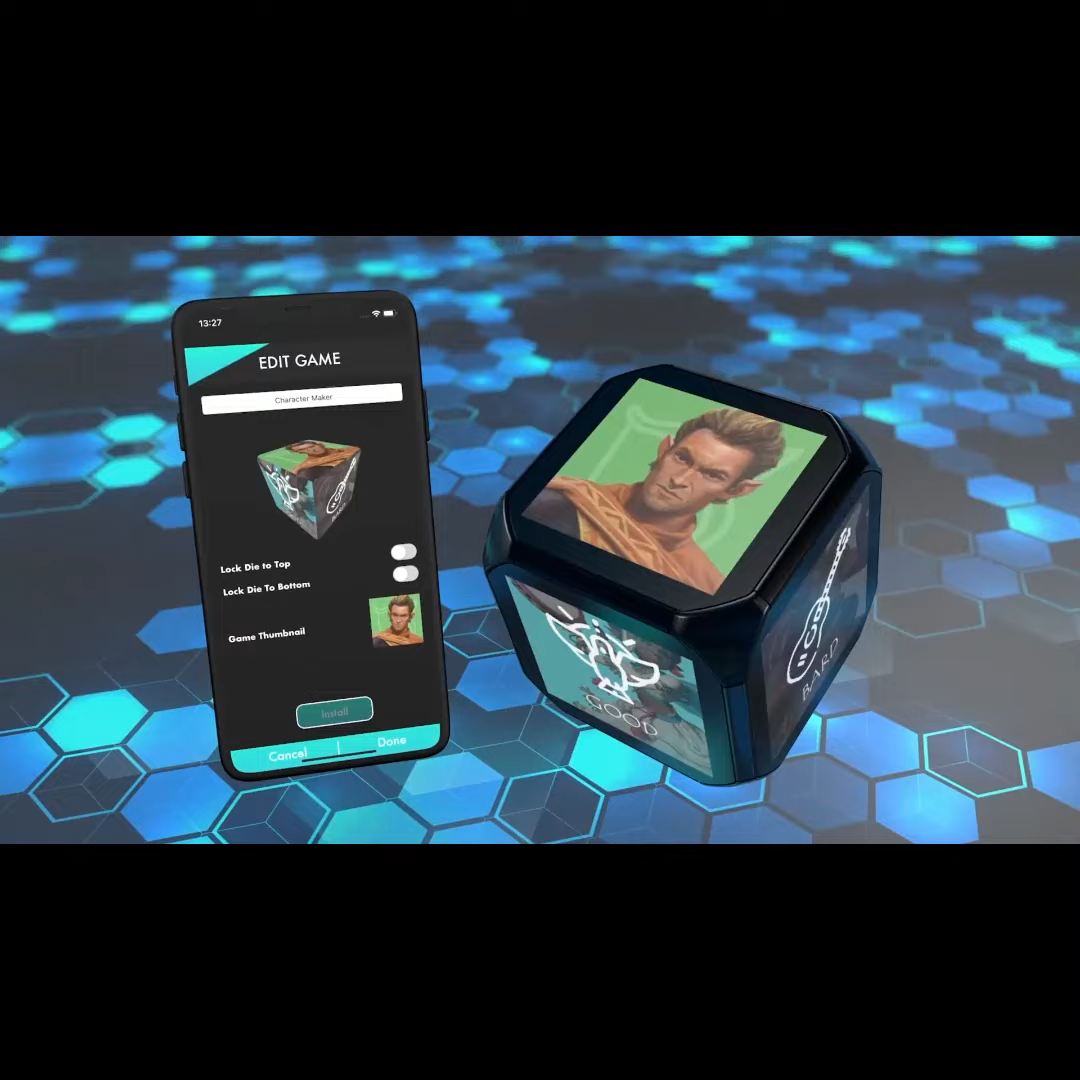 13:27
EDIT GAME
Character Maker
Lock Die to Top
Lock Die To Bottom
Game Thumbnail
Install
Cancel | Done
GOOD
BARD